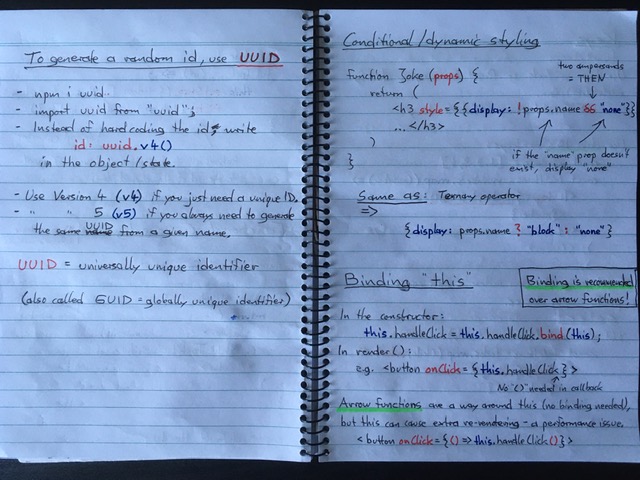 To generate a random id, use UUID
- npm i uuid
- import uuid from "uuid";
- Instead of hardcoding the id, write
id: uuid.v4()
in the object/state.
- Use Version 4 (v4) if you just need a unique ID.
- " " 5 (v5) if you always need to generate
the same UUID from a given name.
UUID = universally unique identifier
(also called GUID = globally unique identifier)
Conditional/dynamic styling
function Joke (props) {
return (
<h3 style={{display: !props.name && "none"}}
...</h3>
)
}
two ampersands
= THEN
if the "name" prop doesn't
exist, display "none"
Same as: Ternary operator
=>
{display: props.name ? "block" : "none"}
Binding "this"
Binding is recommended
over arrow functions!
In the constructor:
this.handleClick = this.handleClick.bind(this);
In render():
e.g. <button onClick={this.handleClick}>
No "()" needed in callback
Arrow functions are a way around this (no binding needed),
but this can cause extra re-rendering - a performance issue.
<button onClick={() => this.handleClick()}>